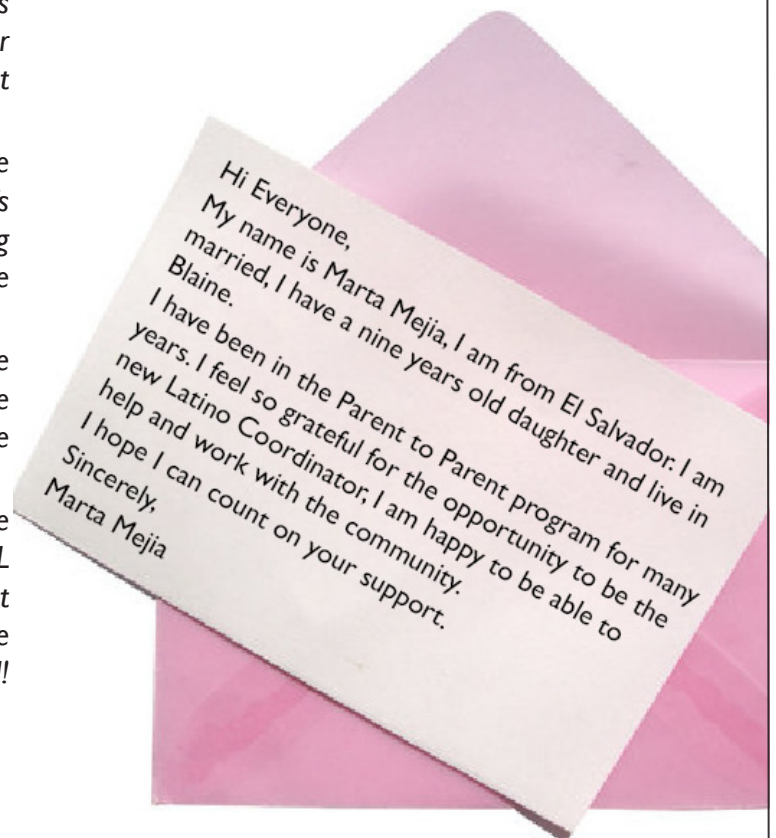 s
r
t
e
s
g
e
e
e
e
e
L
t
e
!!
Hi Everyone,
My name is Marta Mejia, I am from El Salvador. I am
married, I have a nine years old daughter and live in
Blaine.
I have been in the Parent to Parent program for many
years. I feel so grateful for the opportunity to be the
new Latino Coordinator, I am happy to be able to
help and work with the community.
I hope I can count on your support.
Sincerely,
Marta Mejia